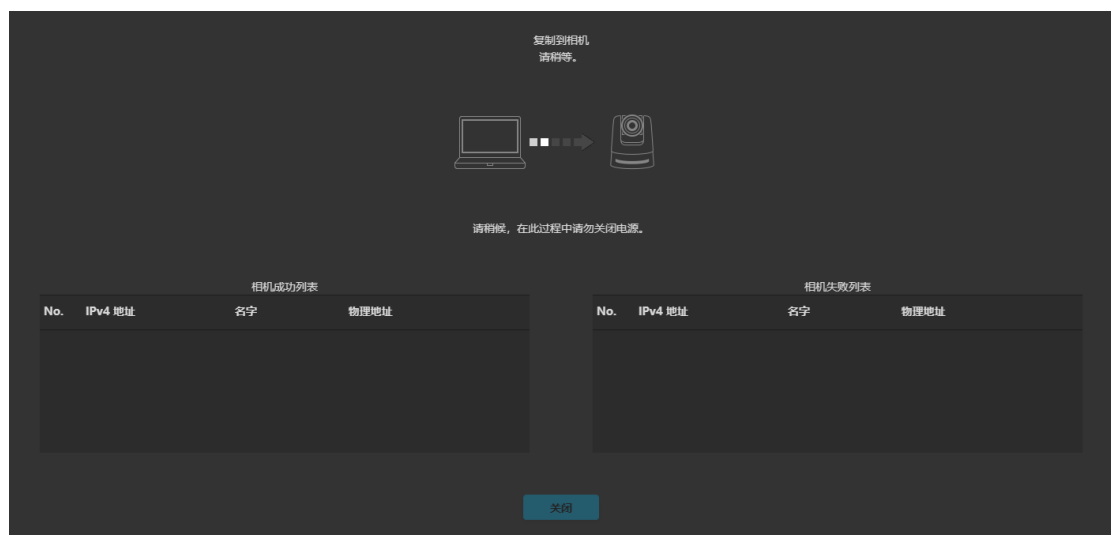 复制到相机
请稍等。
请稍候，在此过程中请勿关闭电源。
相机成功列表
No. IPv4 地址 名字 物理地址
相机失败列表
No. IPv4 地址 名字 物理地址
关闭